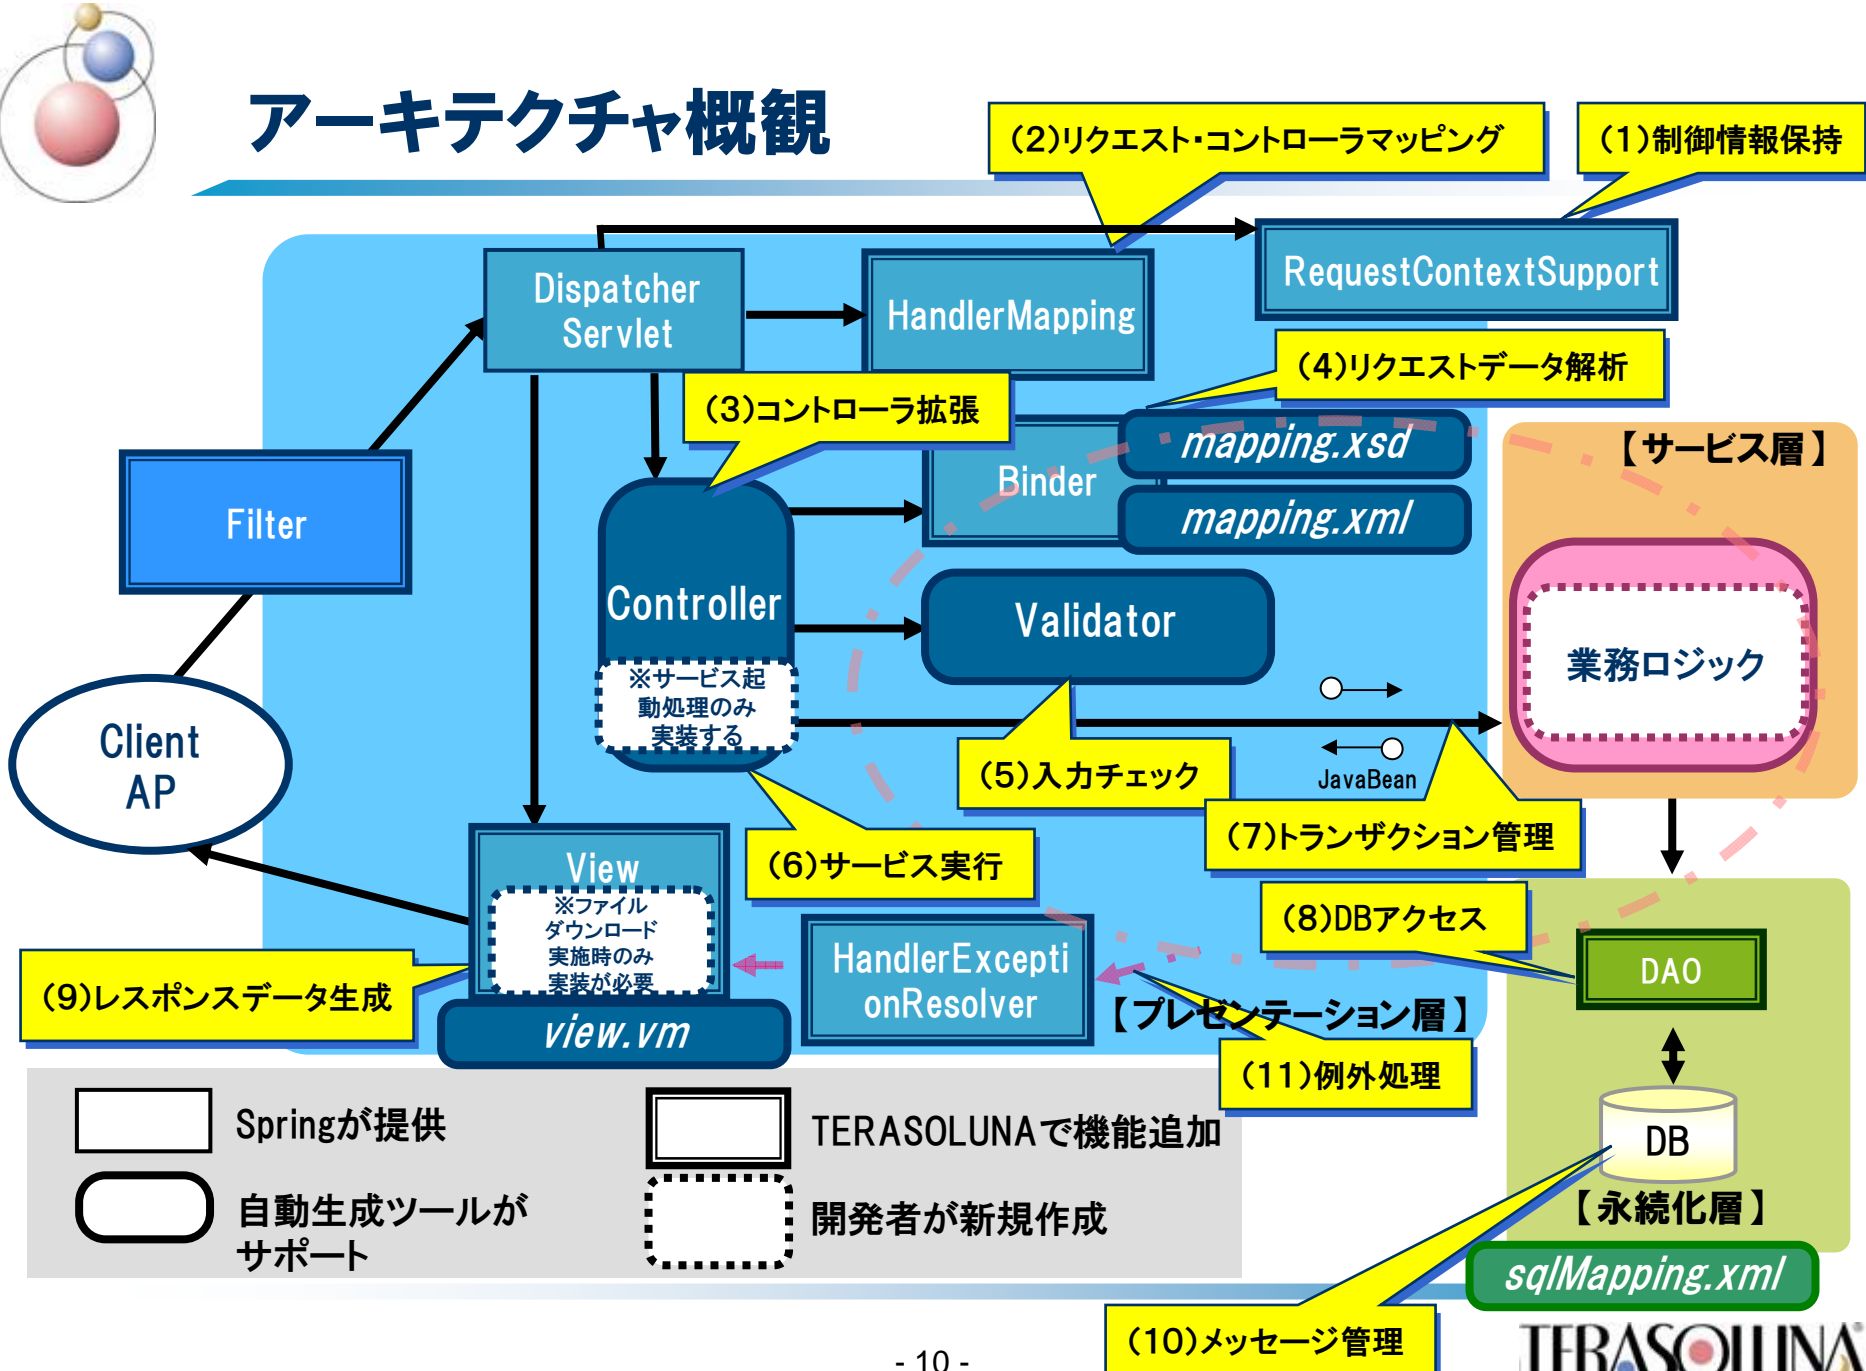 アーキテクチャ概観
(2)リクエスト・コントローラマッピング
(1)制御情報保持
Dispatcher
Servlet
HandlerMapping
RequestContextSupport
(3)コントローラ拡張
(4)リクエストデータ解析
Binder
mapping.xsd
mapping.xml
【サービス層】
Filter
Controller
※サービス起
動処理のみ
実装する
Validator
業務ロジック
Client
AP
(5)入力チェック
JavaBean
(6)サービス実行
(7)トランザクション管理
View
※ファイル
ダウンロード
実施時のみ
実装が必要
view.vm
(8)DBアクセス
HandlerExcepti
onResolver
【プレゼンテーション層】
DAO
(9)レスポンスデータ生成
(11)例外処理
DB
【永続化層】
sqlMapping.xml
Springが提供
TERASOLUNAで機能追加
自動生成ツールが
サポート
開発者が新規作成
(10)メッセージ管理
- 10 -
TERASOLUNA